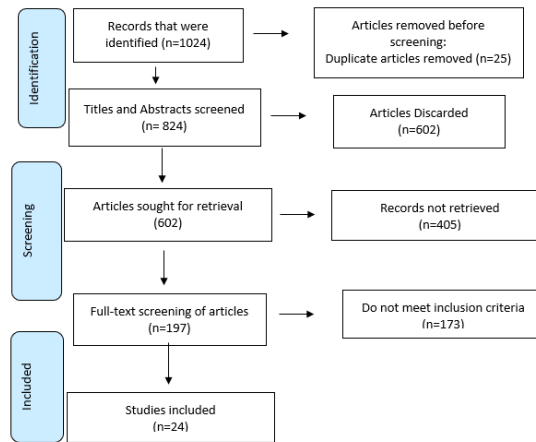 Identification
Records that were
identified (n=1024)
Articles removed before
screening:
Duplicate articles removed (n=25)
Titles and Abstracts screened
(n= 824)
Articles Discarded
(n=602)
Screening
Articles sought for retrieval
(602)
Records not retrieved
(n=405)
Full-text screening of articles
(n=197)
Do not meet inclusion criteria
(n=173)
Included
Studies included
(n=24)